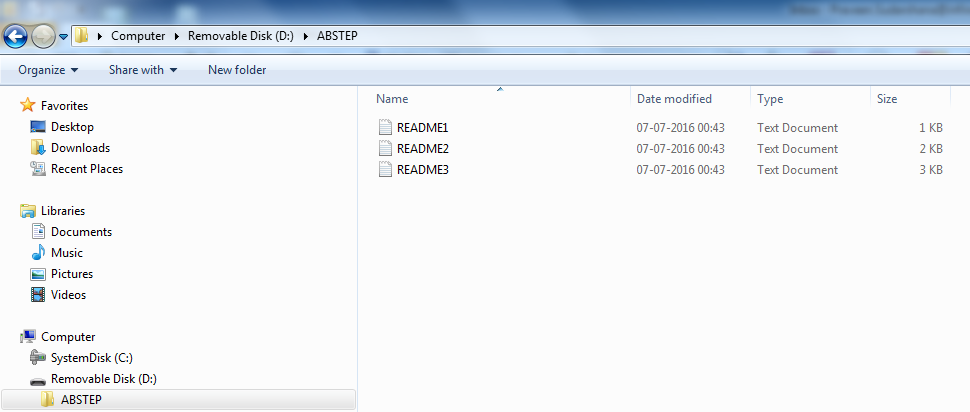 Computer Removable Disk (D:) ABSTEP
Organize Share with New folder
Favorites
Desktop
Downloads
Recent Places
Libraries
Documents
Music
Pictures
Videos
Computer
SystemDisk (C:)
Removable Disk (D:)
ABSTEP
Name Date modified Type Size
README1 07-07-2016 00:43 Text Document 1 KB
README2 07-07-2016 00:43 Text Document 2 KB
README3 07-07-2016 00:43 Text Document 3 KB